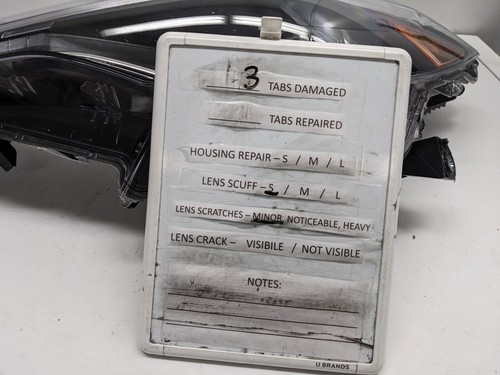 3 TABS DAMAGED
TABS REPAIRED
HOUSING REPAIR – S / M / L
LENS SCUFF – S / M / L
LENS SCRATCHES – MINOR, NOTICEABLE, HEAVY
LENS CRACK – VISIBILE / NOT VISIBLE
NOTES:
U BRANDS